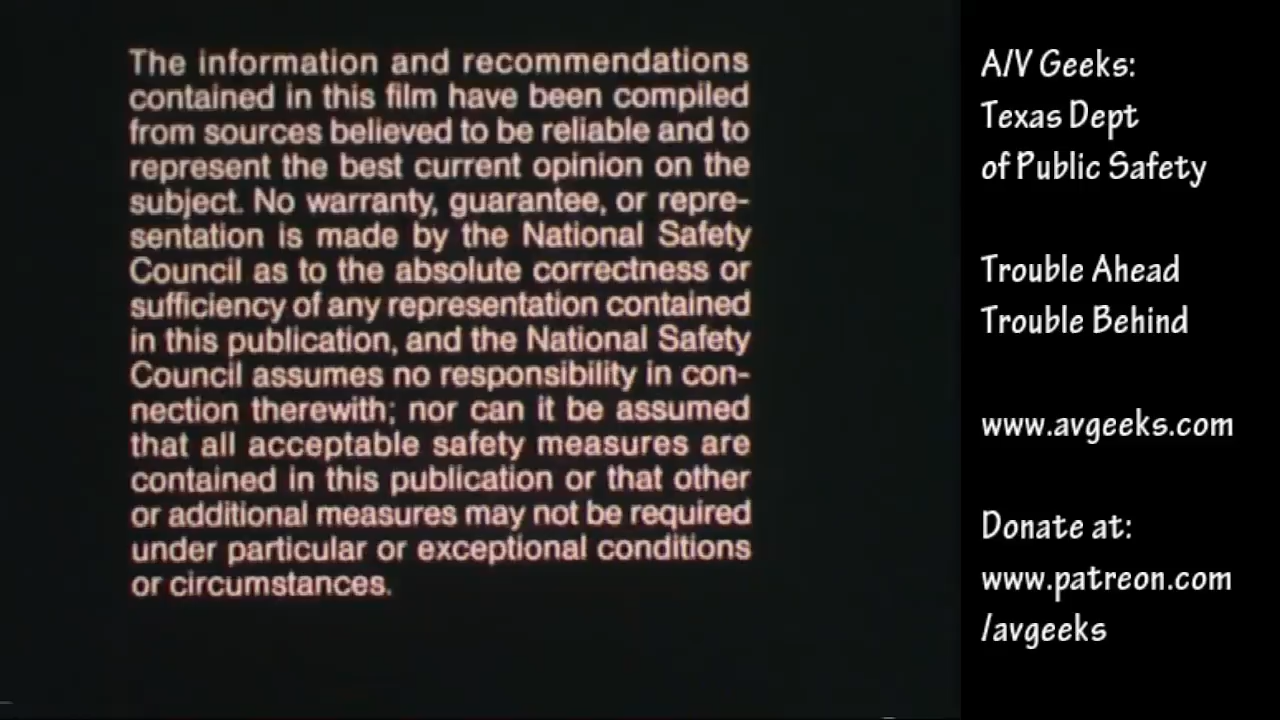 The information and recommendations
contained in this film have been compiled
from sources believed to be reliable and to
represent the best current opinion on the
subject. No warranty, guarantee, or repre-
sentation is made by the National Safety
Council as to the absolute correctness or
sufficiency of any representation contained
in this publication, and the National Safety
Council assumes no responsibility in con-
nection therewith; nor can it be assumed
that all acceptable safety measures are
contained in this publication or that other
or additional measures may not be required
under particular or exceptional conditions
or circumstances.
A/V Geeks:
Texas Dept
of Public Safety
Trouble Ahead
Trouble Behind
www.avgeeks.com
Donate at:
www.patreon.com
/avgeeks